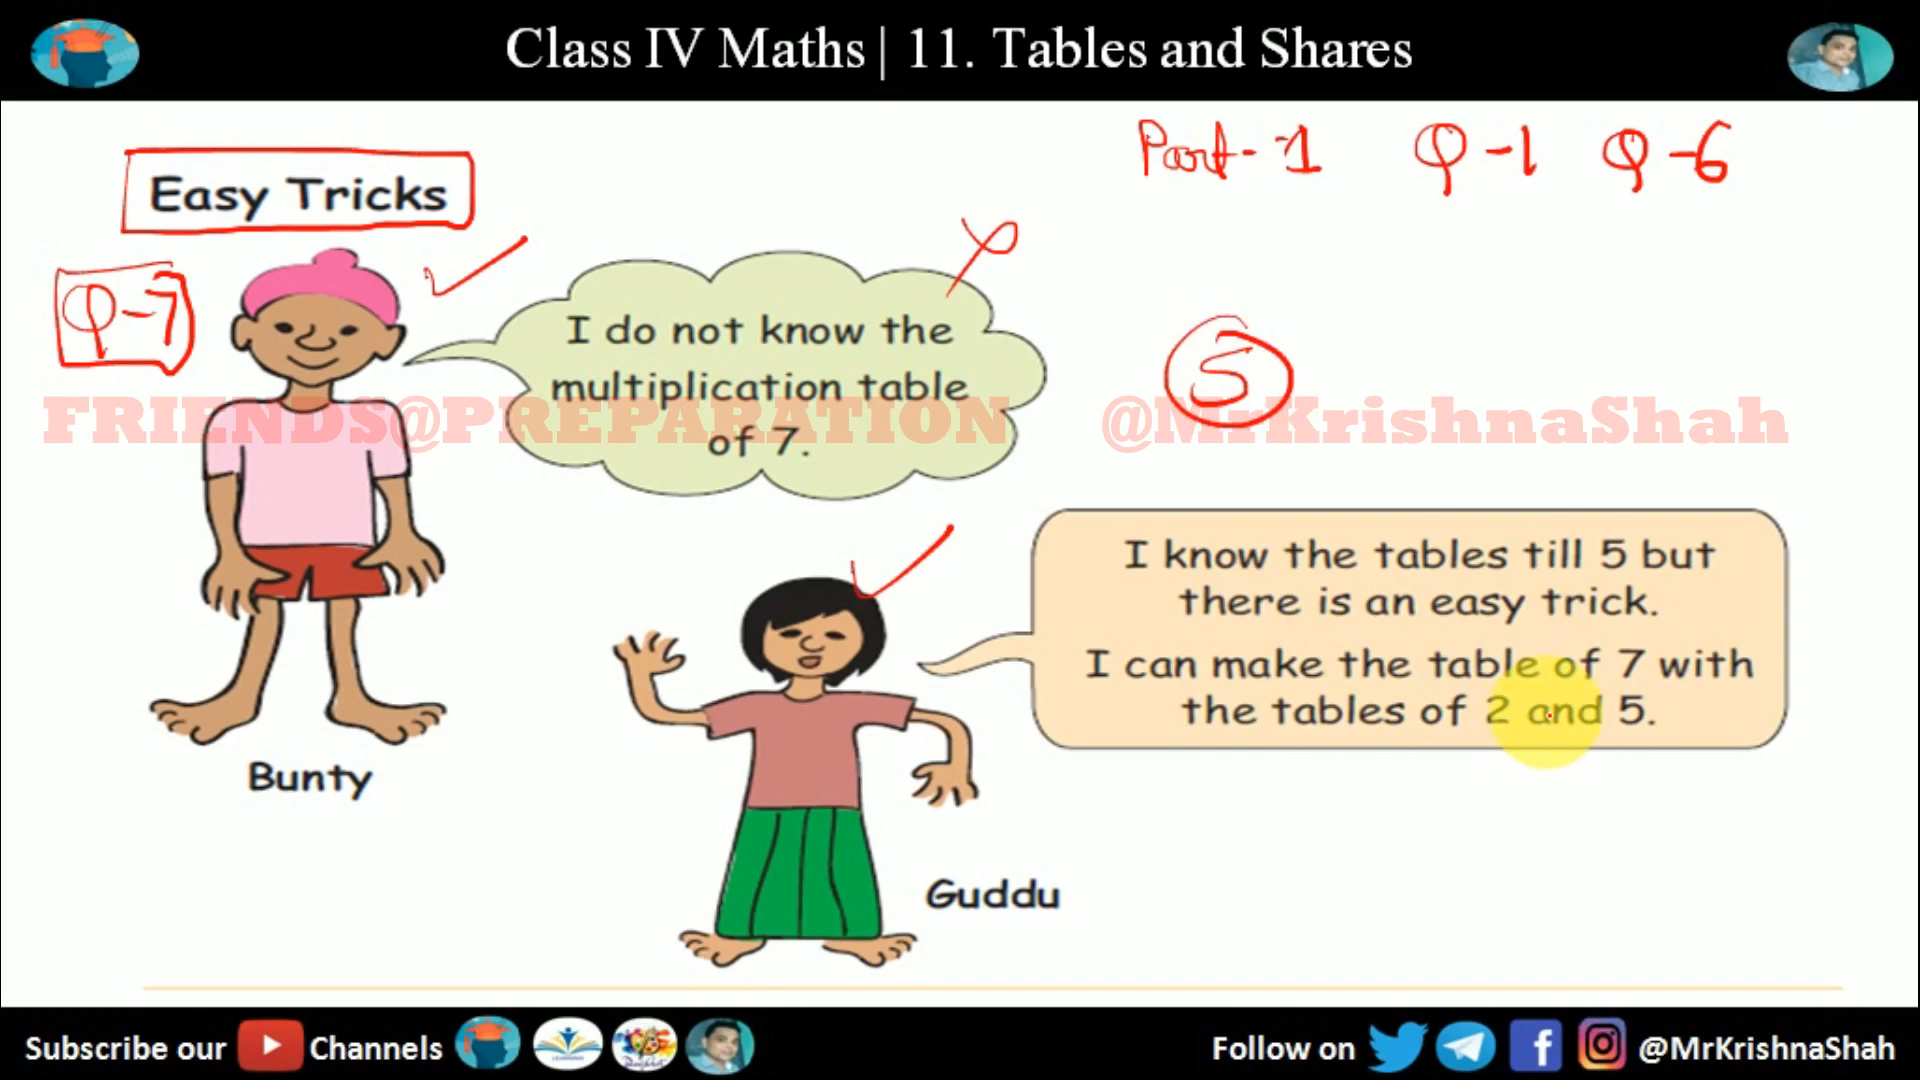 Class IV Maths | 11. Tables and Shares
Part-1 Q-1 Q-6
Easy Tricks
Q-7
I do not know the
multiplication table
of 7.
5
FRIENDS@PREPARATION @MrKrishnaShah
I know the tables till 5 but
there is an easy trick.
I can make the table of 7 with
the tables of 2 and 5.
Bunty
Guddu
Subscribe our Channels
Follow on @MrKrishnaShah